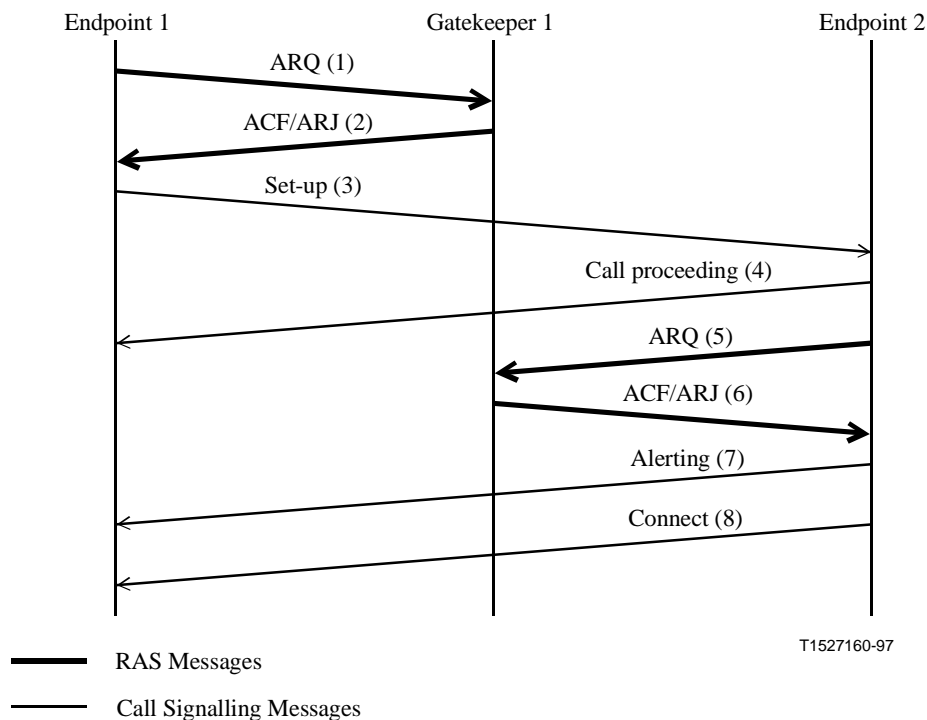 Endpoint 1 Gatekeeper 1 Endpoint 2
ARQ (1)
ACF/ARJ (2)
Set-up (3)
Call proceeding (4)
ARQ (5)
ACF/ARJ (6)
Alerting (7)
Connect (8)
T1527160-97
RAS Messages
Call Signalling Messages